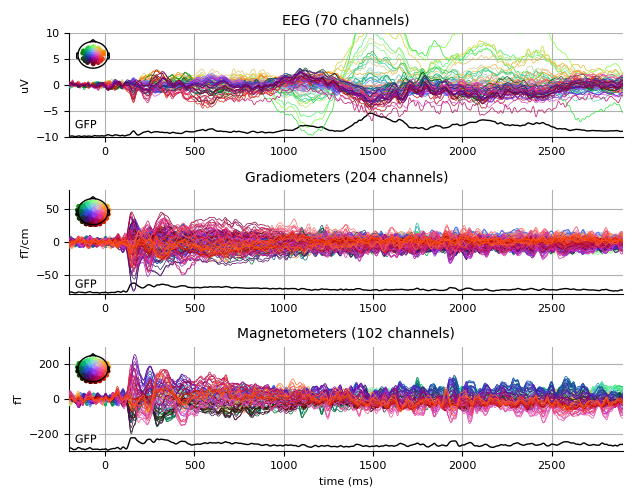 EEG (70 channels)
10
5
0
−5
−10
uV
GFP
0 500 1000 1500 2000 2500
Gradiometers (204 channels)
50
0
−50
fT/cm
GFP
0 500 1000 1500 2000 2500
Magnetometers (102 channels)
200
0
−200
fT
GFP
0 500 1000 1500 2000 2500
time (ms)